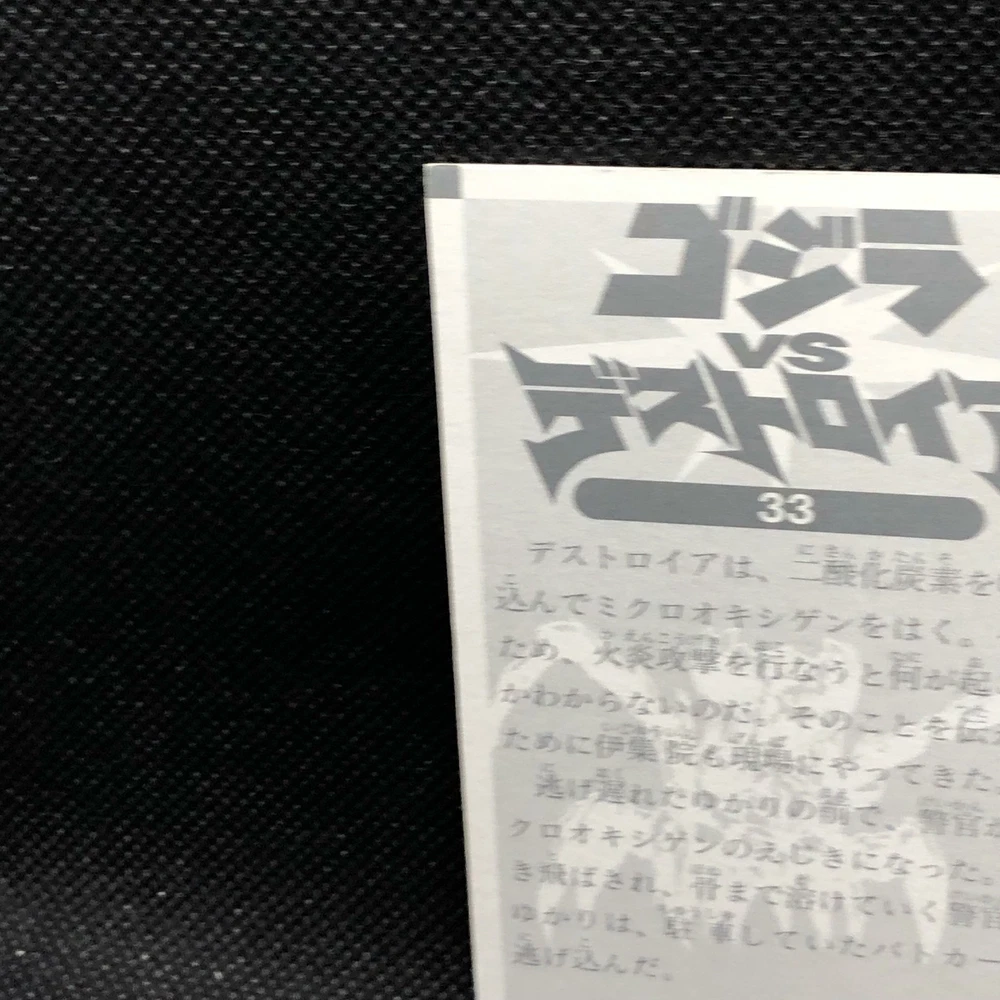 ゴジラ
VS
デストロイア
33
デストロイアは、二酸化炭素を
込んでミクロオキシゲンをはく。
ため、火炎攻撃を行なうと何が起
かわからないのだ。そのことを伝
ために伊集院も現場にやってきた。
逃げ遅れたゆかりの前で、警官が
クロオキシゲンのえじきになった。
き飛ばされ、骨まで溶けていく警官
ゆかりは、駐車していたパトカー
逃げ込んだ。